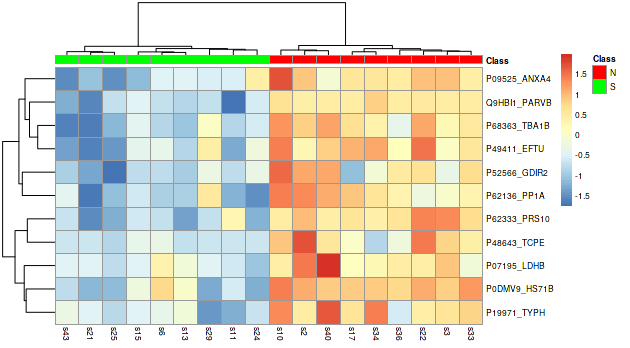 Class
P09525_ANXA4
Q9HBI1_PARVB
P68363_TBA1B
P49411_EFTU
P52566_GDIR2
P62136_PP1A
P62333_PRS10
P48643_TCPE
P07195_LDHB
P0DMV9_HS71B
P19971_TYPH
s43 s21 s25 s15 s6 s13 s29 s11 s24 s10 s2 s40 s17 s34 s36 s22 s3 s33
1.5
1
0.5
0
-0.5
-1
-1.5
Class
N
S